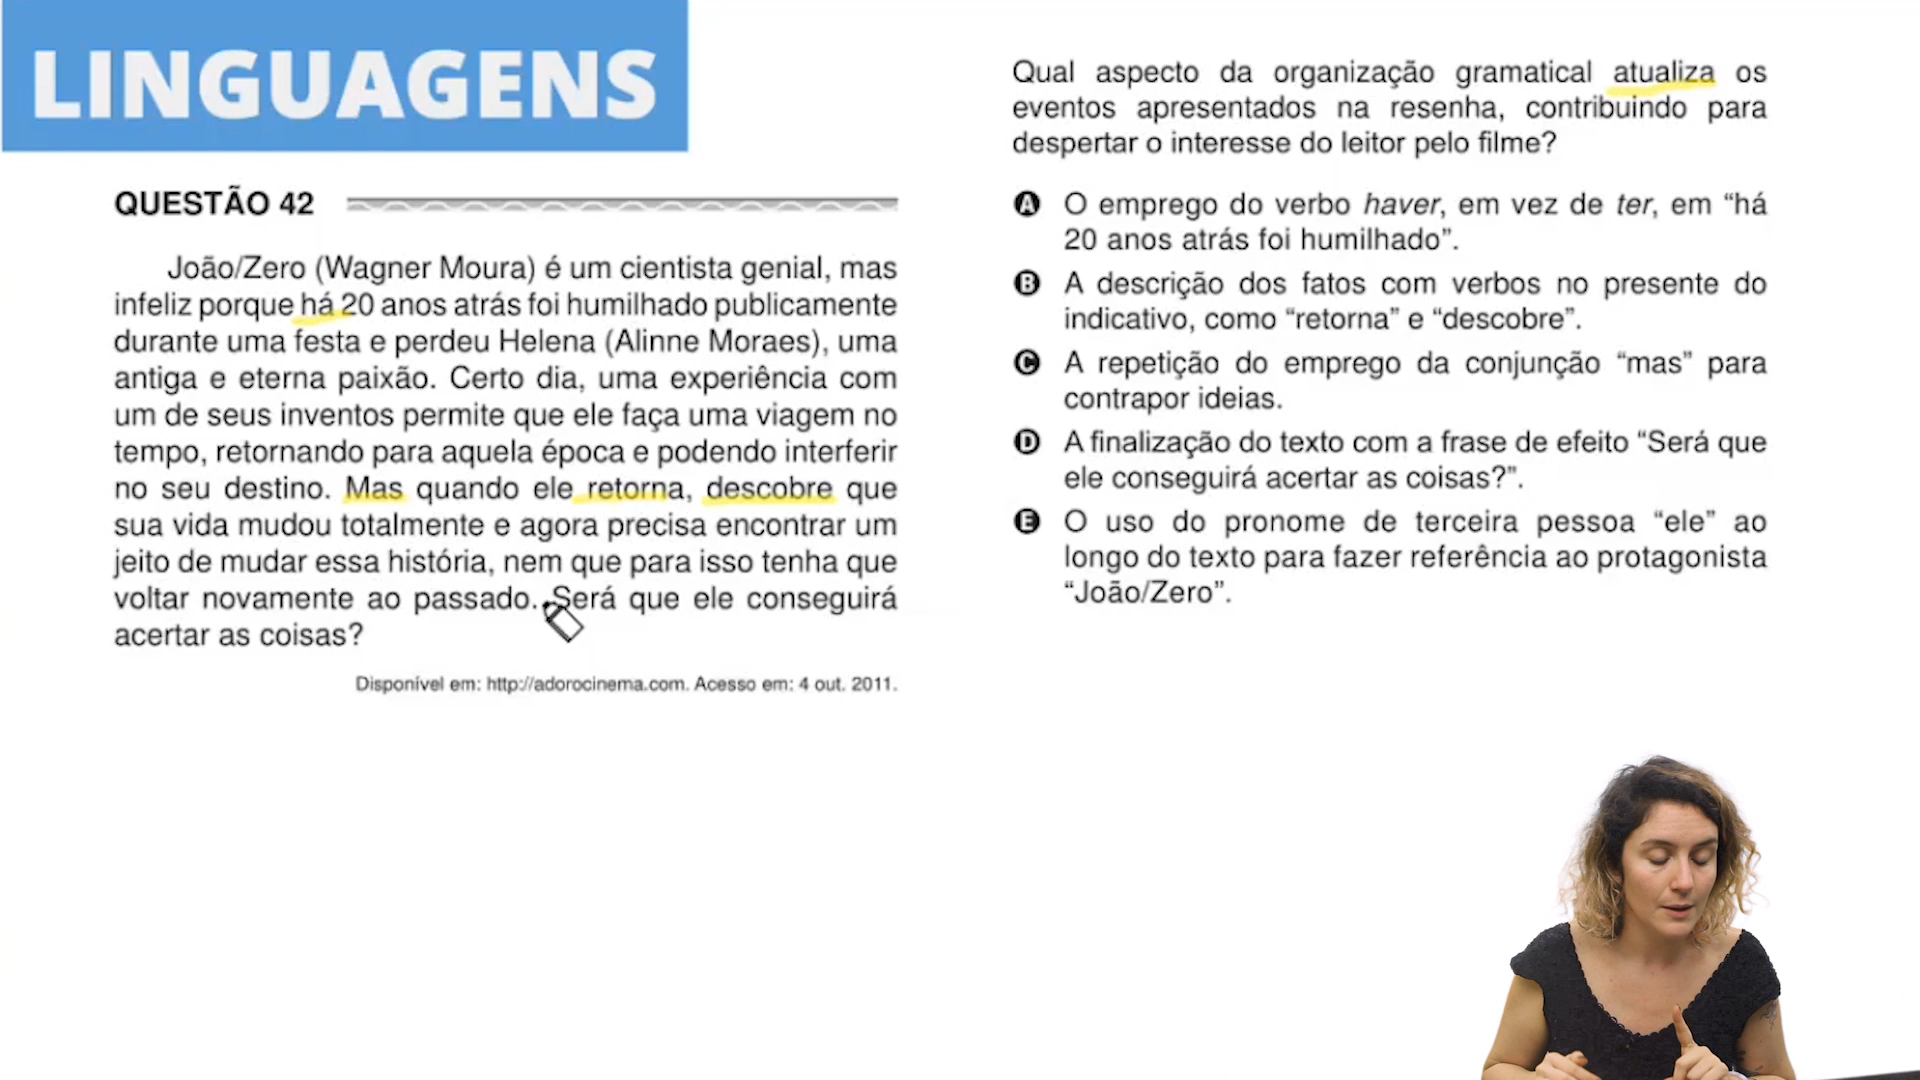 LINGUAGENS
QUESTÃO 42
João/Zero (Wagner Moura) é um cientista genial, mas
infeliz porque há 20 anos atrás foi humilhado publicamente
durante uma festa e perdeu Helena (Alinne Moraes), uma
antiga e eterna paixão. Certo dia, uma experiência com
um de seus inventos permite que ele faça uma viagem no
tempo, retornando para aquela época e podendo interferir
no seu destino. Mas quando ele retorna, descobre que
sua vida mudou totalmente e agora precisa encontrar um
jeito de mudar essa história, nem que para isso tenha que
voltar novamente ao passado. Será que ele conseguirá
acertar as coisas?
Disponível em: http://adorocinema.com. Acesso em: 4 out. 2011.
Qual aspecto da organização gramatical atualiza os
eventos apresentados na resenha, contribuindo para
despertar o interesse do leitor pelo filme?
A O emprego do verbo haver, em vez de ter, em “há
20 anos atrás foi humilhado”.
B A descrição dos fatos com verbos no presente do
indicativo, como “retorna” e “descobre”.
C A repetição do emprego da conjunção “mas” para
contrapor ideias.
D A finalização do texto com a frase de efeito “Será que
ele conseguirá acertar as coisas?”.
E O uso do pronome de terceira pessoa “ele” ao
longo do texto para fazer referência ao protagonista
“João/Zero”.